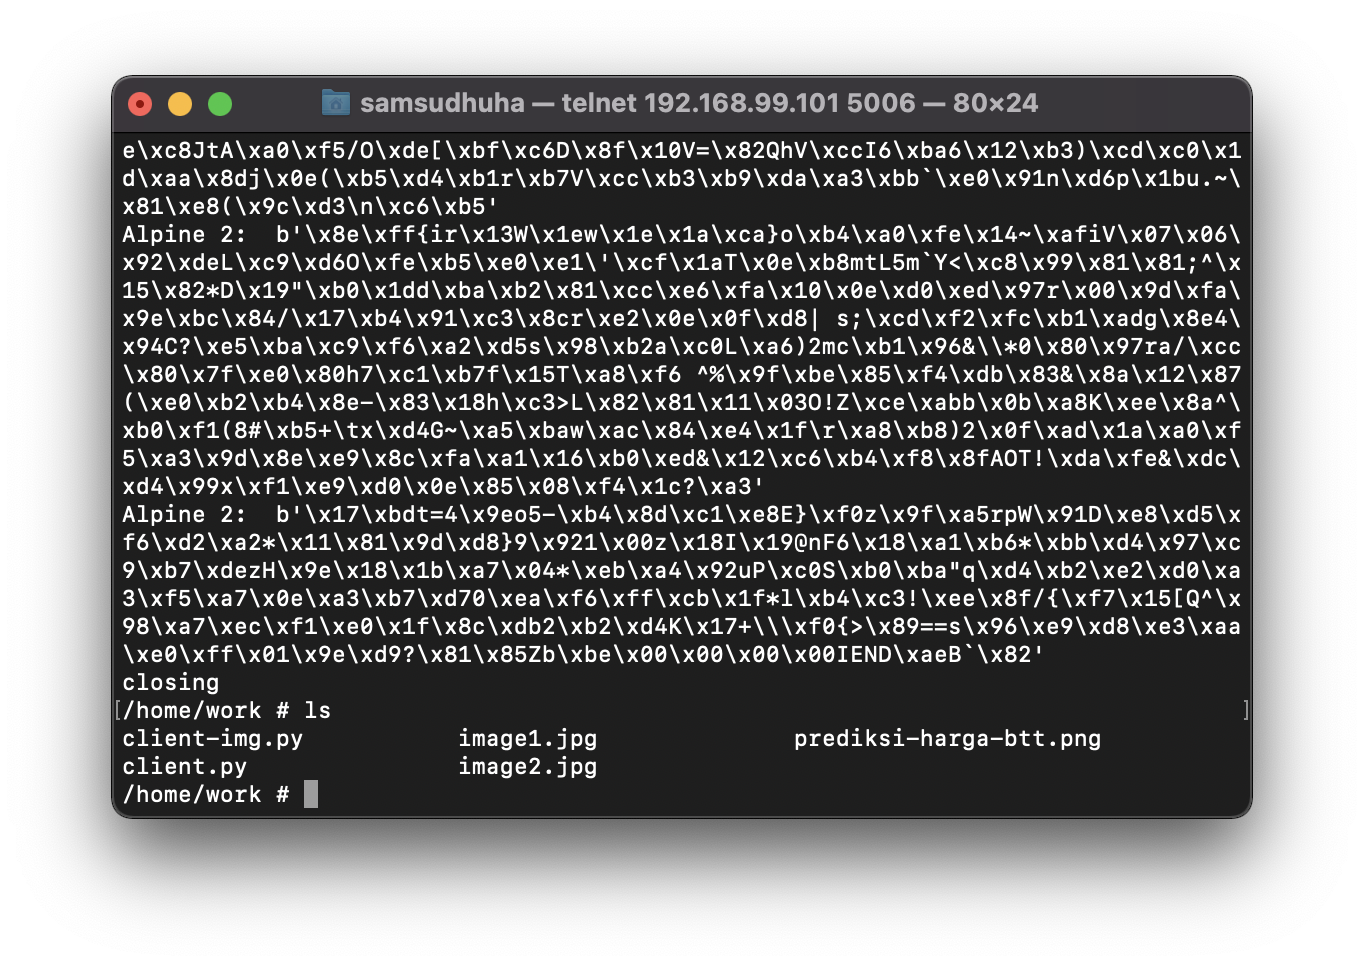 samsudhuha — telnet 192.168.99.101 5006 — 80×24
e\xc8JtA\xa0\xf5/O\xde[\xbf\xc6D\x8f\x10V=\x82QhV\xccI6\xba6\x12\xb3)\xcd\xc0\x1
d\xaa\x8dj\x0e(\xb5\xd4\xb1r\xb7V\xcc\xb3\xb9\xda\xa3\xbb`\xe0\x91n\xd6p\x1bu.~\
x81\xe8(\x9c\xd3\n\xc6\xb5'
Alpine 2:  b'\x8e\xff{ir\x13W\x1ew\x1e\x1a\xca}o\xb4\xa0\xfe\x14~\xafiV\x07\x06\
x92\xdeL\xc9\xd6O\xfe\xb5\xe0\xe1\'\xcf\x1aT\x0e\xb8mtL5m`Y<\xc8\x99\x81\x81;^\x
15\x82*D\x19"\xb0\x1dd\xba\xb2\x81\xcc\xe6\xfa\x10\x0e\xd0\xed\x97r\x00\x9d\xfa\
x9e\xbc\x84/\x17\xb4\x91\xc3\x8cr\xe2\x0e\x0f\xd8| s;\xcd\xf2\xfc\xb1\xadg\x8e4\
x94C?\xe5\xba\xc9\xf6\xa2\xd5s\x98\xb2a\xc0L\xa6)2mc\xb1\x96&\\*0\x80\x97ra/\xcc
\x80\x7f\xe0\x80h7\xc1\xb7f\x15T\xa8\xf6 ^%\x9f\xbe\x85\xf4\xdb\x83&\x8a\x12\x87
(\xe0\xb2\xb4\x8e-\x83\x18h\xc3>L\x82\x81\x11\x03O!Z\xce\xabb\x0b\xa8K\xee\x8a^\
xb0\xf1(8#\xb5+\tx\xd4G~\xa5\xbaw\xac\x84\xe4\x1f\r\xa8\xb8)2\x0f\xad\x1a\xa0\xf
5\xa3\x9d\x8e\xe9\x8c\xfa\xa1\x16\xb0\xed&\x12\xc6\xb4\xf8\x8fAOT!\xda\xfe&\xdc\
xd4\x99x\xf1\xe9\xd0\x0e\x85\x08\xf4\x1c?\xa3'
Alpine 2:  b'\x17\xbdt=4\x9eo5-\xb4\x8d\xc1\xe8E}\xf0z\x9f\xa5rpW\x91D\xe8\xd5\x
f6\xd2\xa2*\x11\x81\x9d\xd8}9\x921\x00z\x18I\x19@nF6\x18\xa1\xb6*\xbb\xd4\x97\xc
9\xb7\xdezH\x9e\x18\x1b\xa7\x04*\xeb\xa4\x92uP\xc0S\xb0\xba"q\xd4\xb2\xe2\xd0\xa
3\xf5\xa7\x0e\xa3\xb7\xd70\xea\xf6\xff\xcb\x1f*l\xb4\xc3!\xee\x8f/{\xf7\x15[Q^\x
98\xa7\xec\xf1\xe0\x1f\x8c\xdb2\xb2\xd4K\x17+\\\xf0{>\x89==s\x96\xe9\xd8\xe3\xaa
\xe0\xff\x01\x9e\xd9?\x81\x85Zb\xbe\x00\x00\x00\x00IEND\xaeB`\x82'
closing
[/home/work # ls ]
client-img.py          image1.jpg             prediksi-harga-btt.png
client.py              image2.jpg
/home/work #